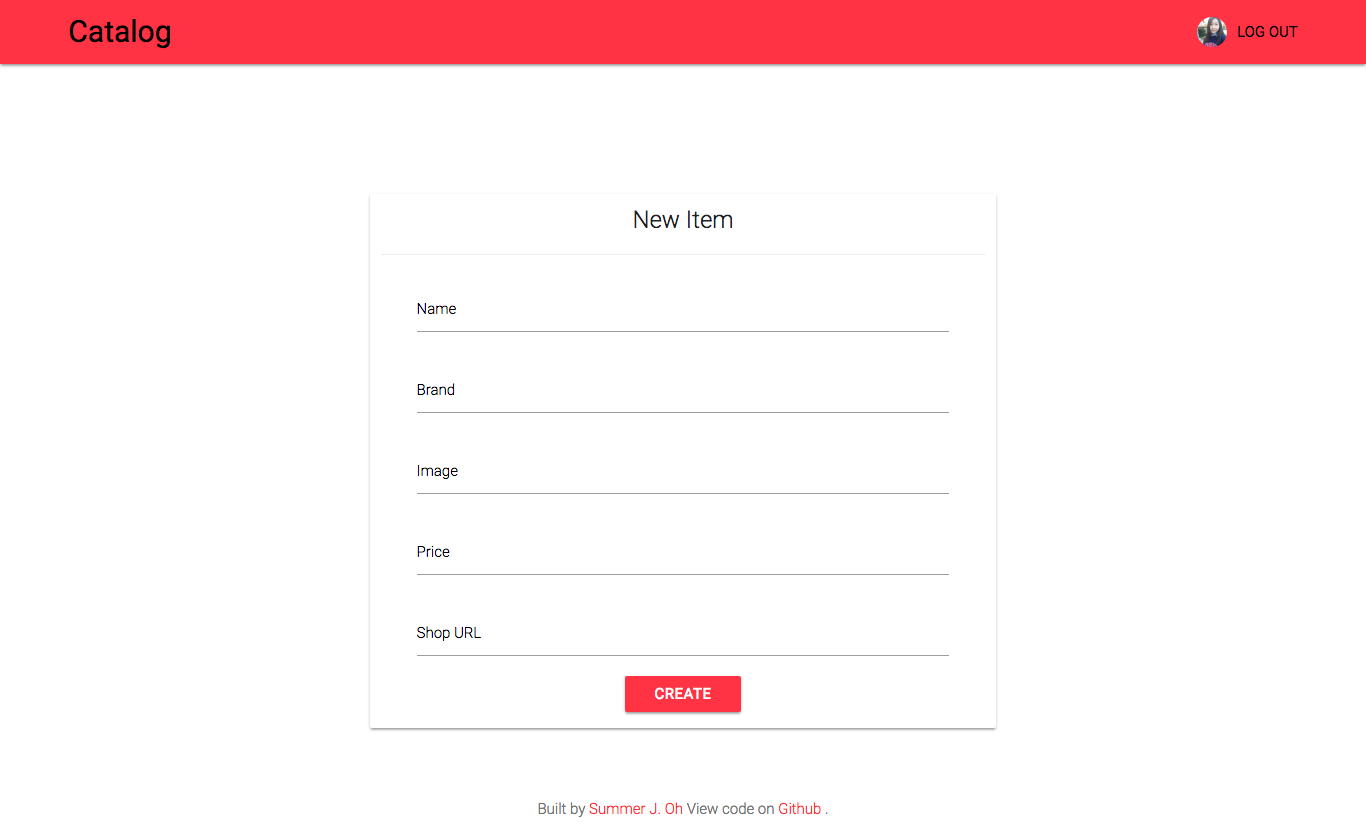 Catalog
LOG OUT
New Item
Name
Brand
Image
Price
Shop URL
CREATE
Built by Summer J. Oh View code on Github .